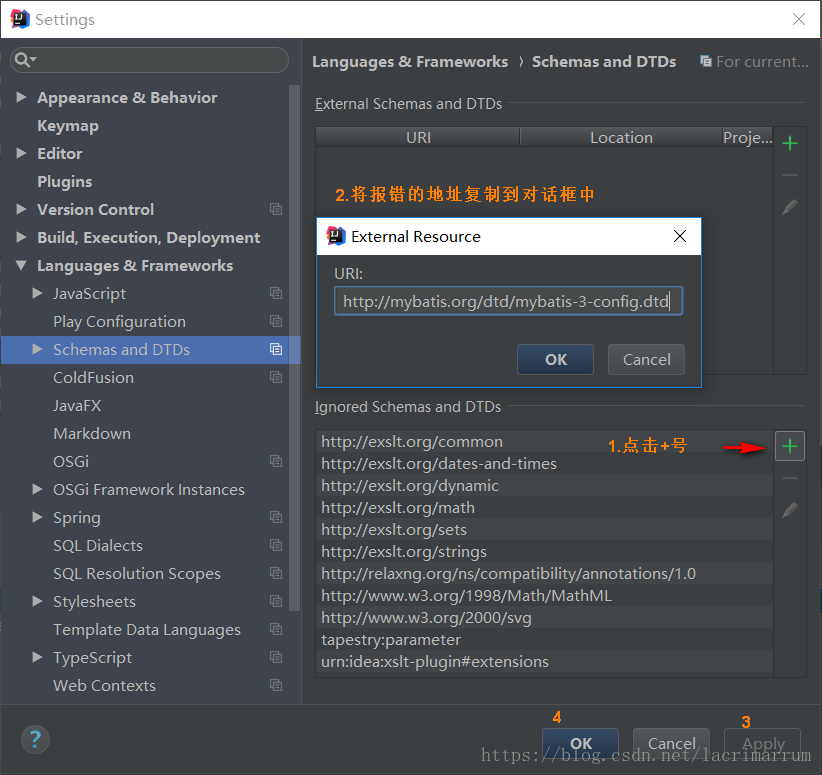 Settings
Appearance & Behavior
Keymap
Editor
Plugins
Version Control
Build, Execution, Deployment
Languages & Frameworks
JavaScript
Play Configuration
Schemas and DTDs
ColdFusion
JavaFX
Markdown
OSGi
OSGi Framework Instances
Spring
SQL Dialects
SQL Resolution Scopes
Stylesheets
Template Data Languages
TypeScript
Web Contexts
Languages & Frameworks › Schemas and DTDs For current...
External Schemas and DTDs
URI Location Proje...
2.将报错的地址复制到对话框中
External Resource
URI:
http://mybatis.org/dtd/mybatis-3-config.dtd
OK Cancel
Ignored Schemas and DTDs
http://exslt.org/common
1.点击+号
http://exslt.org/dates-and-times
http://exslt.org/dynamic
http://exslt.org/math
http://exslt.org/sets
http://exslt.org/strings
http://relaxng.org/ns/compatibility/annotations/1.0
http://www.w3.org/1998/Math/MathML
http://www.w3.org/2000/svg
tapestry:parameter
urn:idea:xslt-plugin#extensions
4 3
? OK Cancel Apply
https://blog.csdn.net/lacrimarrum